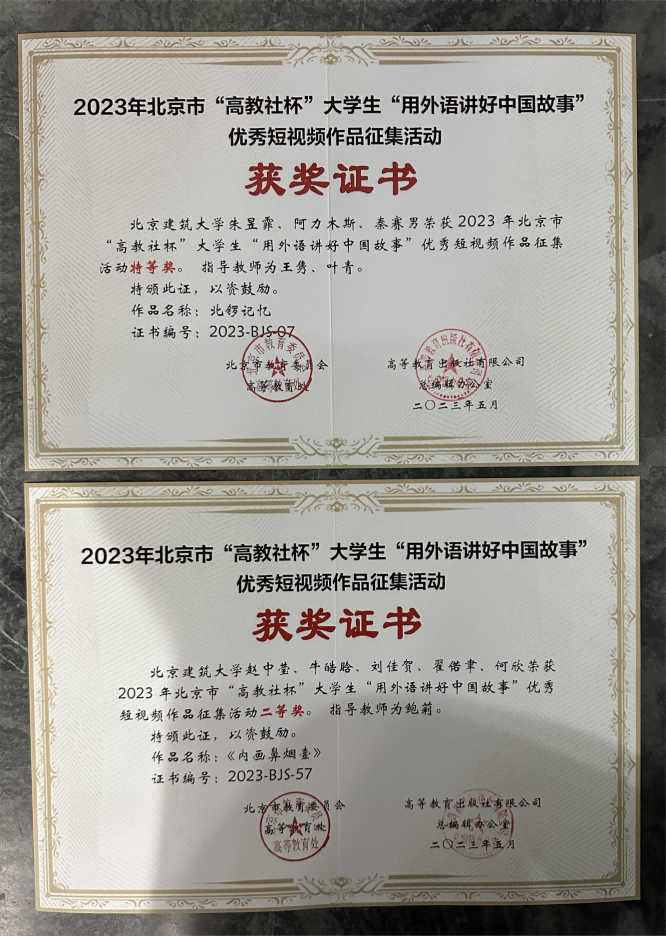 2023年北京市“高教社杯”大学生“用外语讲好中国故事”
优秀短视频作品征集活动
获奖证书
北京建筑大学朱昱霏、阿力木斯、秦赛男荣获2023年北京市
“高教社杯”大学生“用外语讲好中国故事”优秀短视频作品征集
活动特等奖。 指导教师为王隽、叶青。
特颁此证，以资鼓励。
作品名称：北锣记忆
证书编号：2023-BJS-07
北京市教育委员会
高等教育处
高等教育出版社有限公司
总编辑办公室
二〇二三年五月
2023年北京市“高教社杯”大学生“用外语讲好中国故事”
优秀短视频作品征集活动
获奖证书
北京建筑大学赵中莹、牛皓晗、刘佳贺、翟偌聿、何欣荣获
2023年北京市“高教社杯”大学生“用外语讲好中国故事”优秀
短视频作品征集活动二等奖。 指导教师为鲍莉。
特颁此证，以资鼓励。
作品名称：《内画鼻烟壶》
证书编号：2023-BJS-57
北京市教育委员会
高等教育处
高等教育处
高等教育出版社有限公司
总编辑办公室
二〇二三年五月